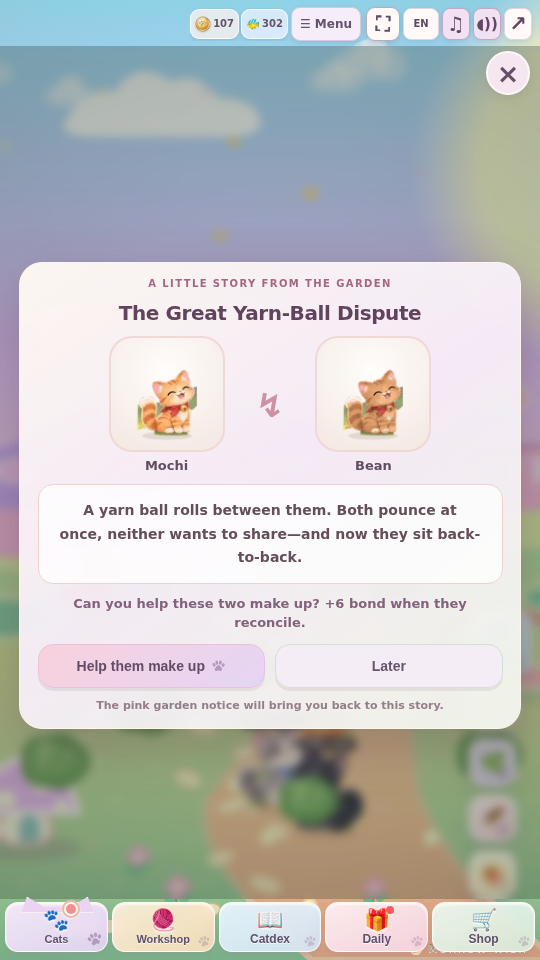 107
302
☰ Menu
EN
A LITTLE STORY FROM THE GARDEN
The Great Yarn-Ball Dispute
Mochi
Bean
A yarn ball rolls between them. Both pounce at
once, neither wants to share—and now they sit back-
to-back.
Can you help these two make up? +6 bond when they
reconcile.
Help them make up
Later
The pink garden notice will bring you back to this story.
Cats
Workshop
Catdex
Daily
Shop